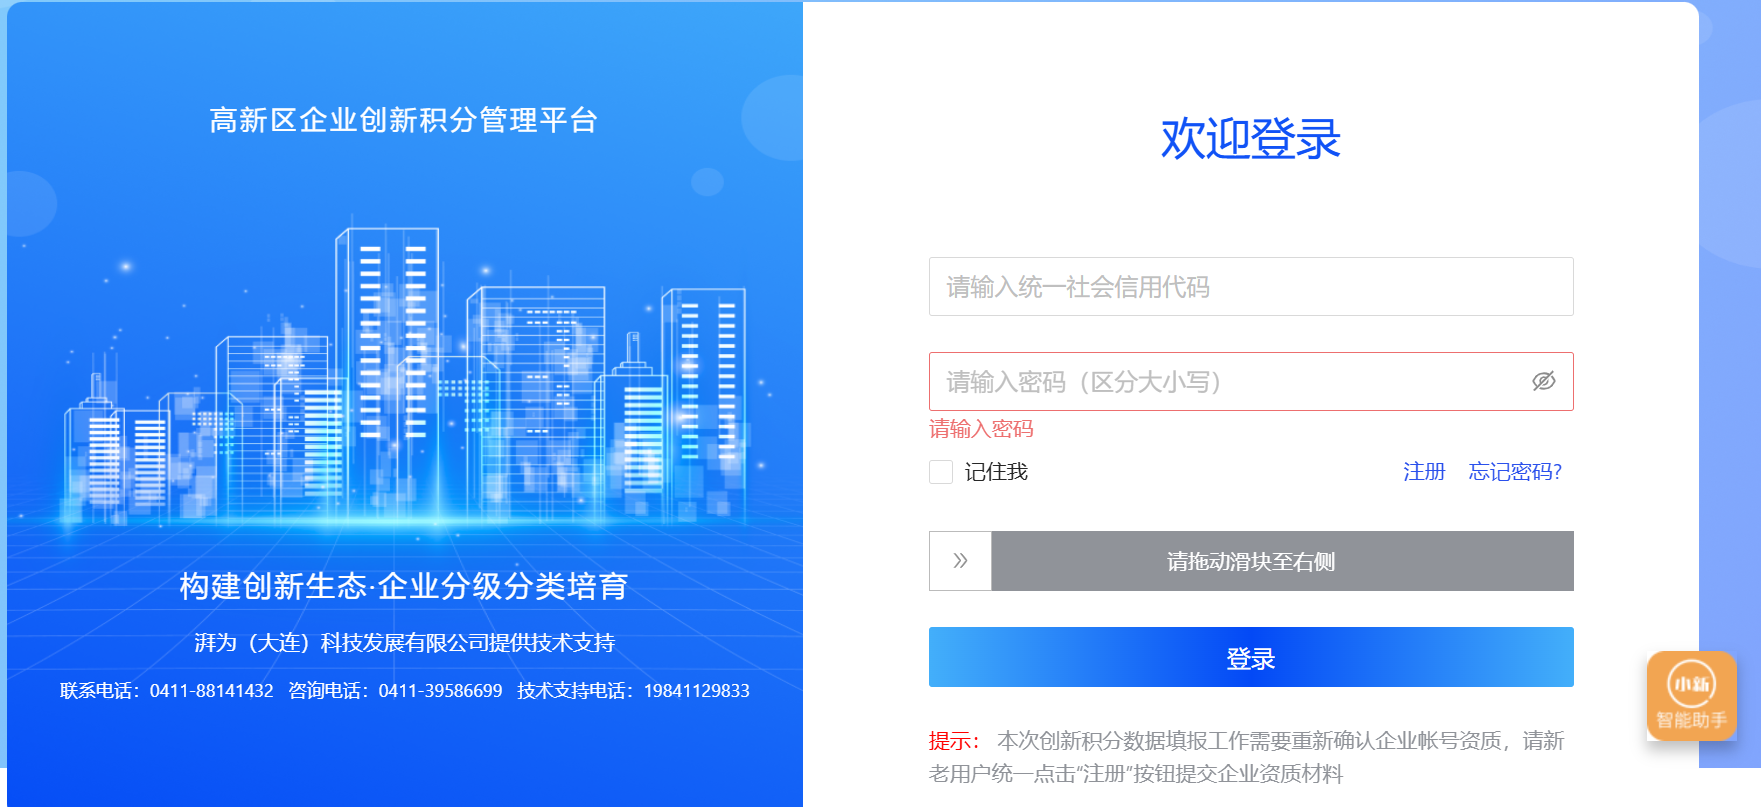 高新区企业创新积分管理平台
构建创新生态·企业分级分类培育
湃为（大连）科技发展有限公司提供技术支持
联系电话：0411-88141432 咨询电话：0411-39586699 技术支持电话：19841129833
欢迎登录
请输入统一社会信用代码
请输入密码（区分大小写）
请输入密码
记住我 注册 忘记密码?
请拖动滑块至右侧
登录
提示： 本次创新积分数据填报工作需要重新确认企业帐号资质，请新
老用户统一点击“注册”按钮提交企业资质材料
小新
智能助手